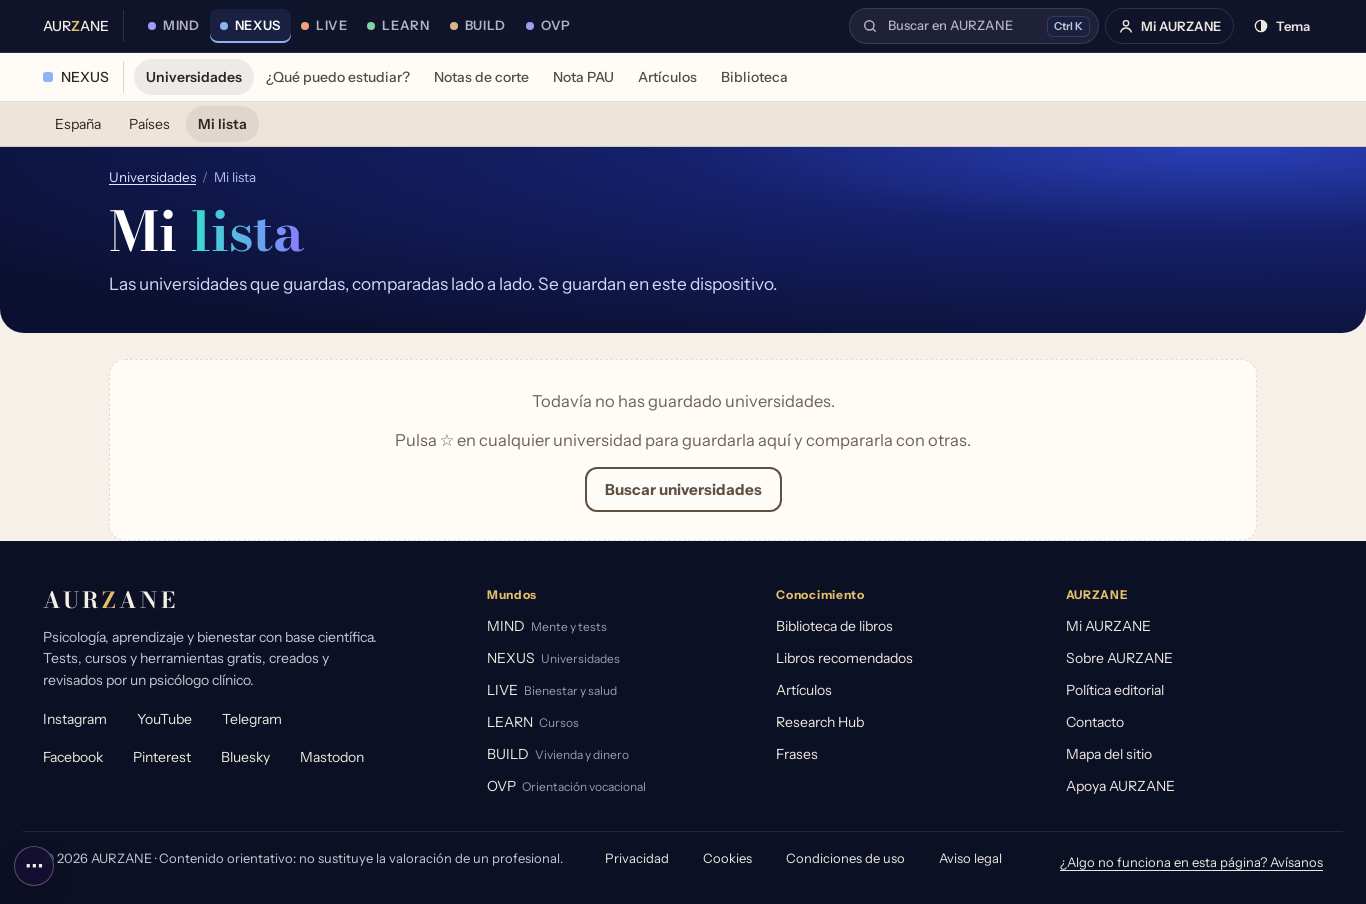 AURZANE
MIND
NEXUS
LIVE
LEARN
BUILD
OVP
Buscar en AURZANE
Ctrl K
Mi AURZANE
Tema
NEXUS
Universidades
¿Qué puedo estudiar?
Notas de corte
Nota PAU
Artículos
Biblioteca
España
Países
Mi lista
Universidades / Mi lista
Mi lista
Las universidades que guardas, comparadas lado a lado. Se guardan en este dispositivo.
Todavía no has guardado universidades.
Pulsa ☆ en cualquier universidad para guardarla aquí y compararla con otras.
Buscar universidades
AURZANE
Psicología, aprendizaje y bienestar con base científica.
Tests, cursos y herramientas gratis, creados y
revisados por un psicólogo clínico.
Instagram
YouTube
Telegram
Facebook
Pinterest
Bluesky
Mastodon
Mundos
MIND Mente y tests
NEXUS Universidades
LIVE Bienestar y salud
LEARN Cursos
BUILD Vivienda y dinero
OVP Orientación vocacional
Conocimiento
Biblioteca de libros
Libros recomendados
Artículos
Research Hub
Frases
AURZANE
Mi AURZANE
Sobre AURZANE
Política editorial
Contacto
Mapa del sitio
Apoya AURZANE
2026 AURZANE · Contenido orientativo: no sustituye la valoración de un profesional.
Privacidad
Cookies
Condiciones de uso
Aviso legal
¿Algo no funciona en esta página? Avísanos